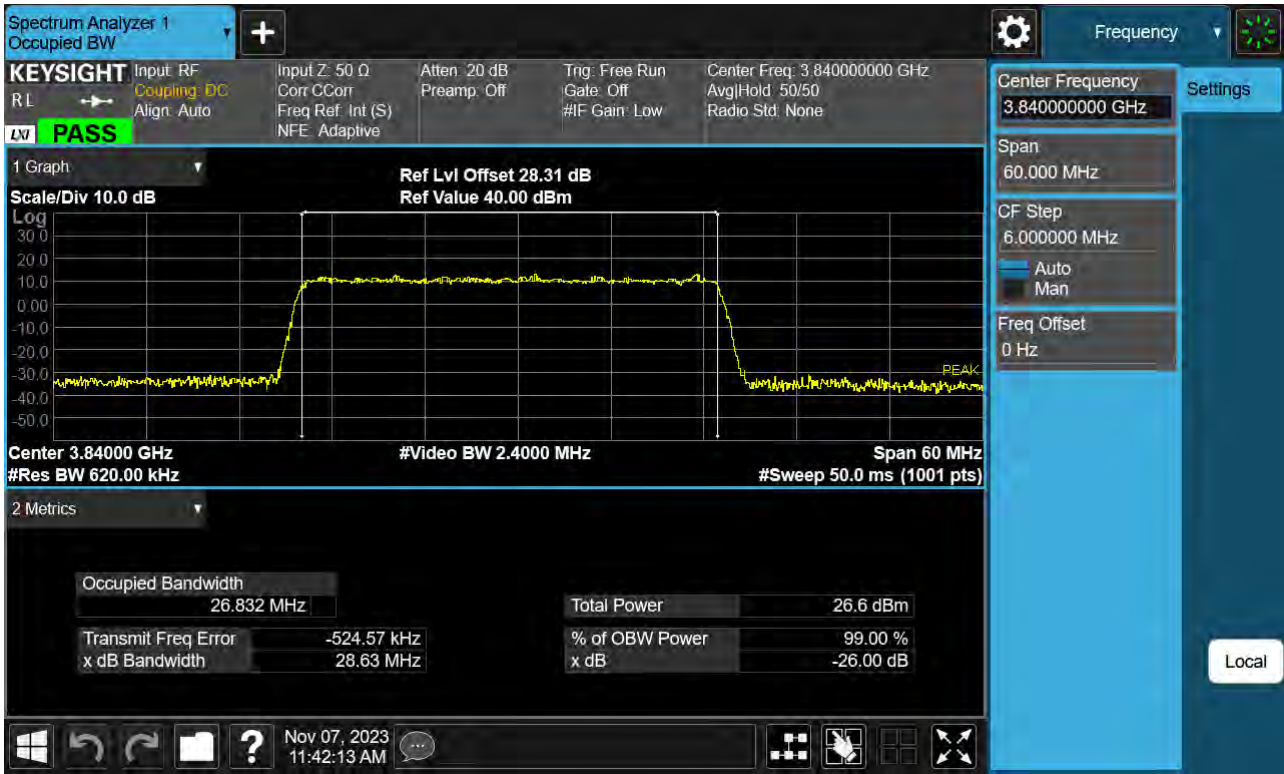 Spectrum Analyzer 1
Occupied BW
+
Frequency
KEYSIGHT
RL
LXI PASS
Input: RF
Coupling: DC
Align: Auto
Input Z: 50 Ω
Corr CCorr
Freq Ref: Int (S)
NFE: Adaptive
Atten: 20 dB
Preamp: Off
Trig: Free Run
Gate: Off
#IF Gain: Low
Center Freq: 3.840000000 GHz
Avg|Hold: 50/50
Radio Std: None
1 Graph
Scale/Div 10.0 dB
Ref Lvl Offset 28.31 dB
Ref Value 40.00 dBm
Log
30.0
20.0
10.0
0.00
-10.0
-20.0
-30.0
-40.0
-50.0
PEAK
Center 3.84000 GHz
#Video BW 2.4000 MHz
Span 60 MHz
#Res BW 620.00 kHz
#Sweep 50.0 ms (1001 pts)
2 Metrics
Occupied Bandwidth
26.832 MHz
Total Power 26.6 dBm
Transmit Freq Error -524.57 kHz
% of OBW Power 99.00 %
x dB Bandwidth 28.63 MHz
x dB -26.00 dB
Center Frequency
3.840000000 GHz
Settings
Span
60.000 MHz
CF Step
6.000000 MHz
Auto
Man
Freq Offset
0 Hz
Local
?
Nov 07, 2023
11:42:13 AM